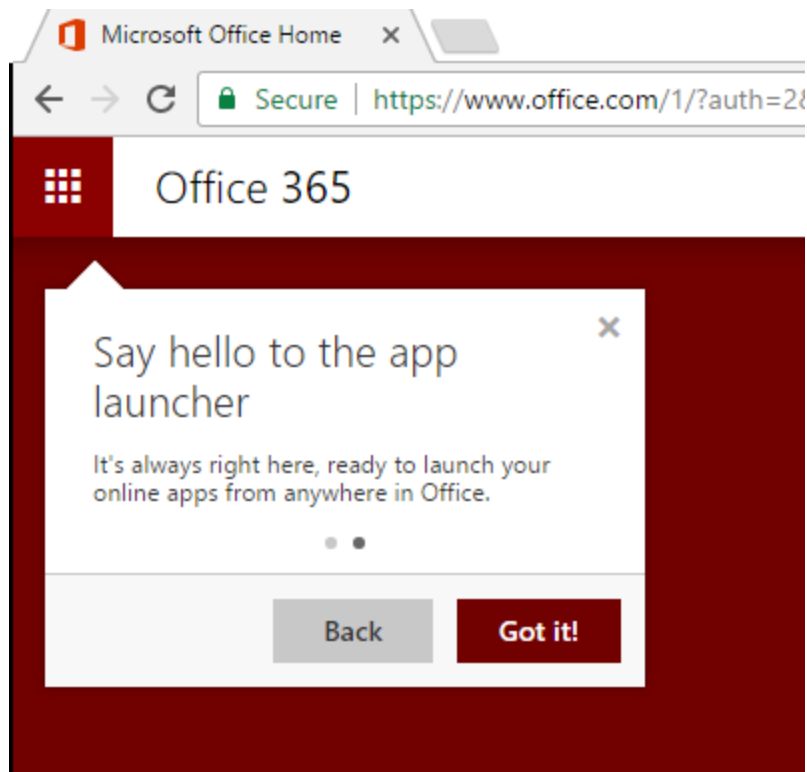 Microsoft Office Home
Secure https://www.office.com/1/?auth=2&
Office 365
Say hello to the app
launcher
It's always right here, ready to launch your
online apps from anywhere in Office.
Back Got it!